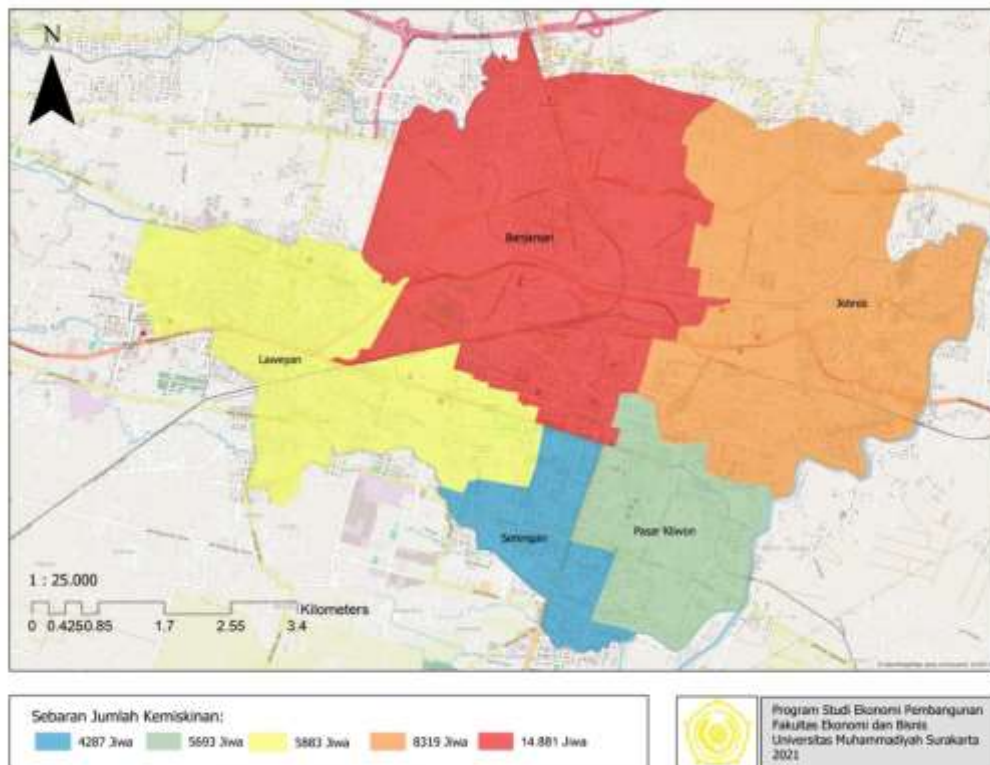 N
Banjarsari
Jebres
Laweyan
Serengan
Pasar Kliwon
1 : 25.000
Kilometers
0 0.425 0.85 1.7 2.55 3.4
Sebaran Jumlah Kemiskinan:
4287 Jiwa 5693 Jiwa 5883 Jiwa 8319 Jiwa 14.881 Jiwa
Program Studi Ekonomi Pembangunan
Fakultas Ekonomi dan Bisnis
Universitas Muhammadiyah Surakarta
2021